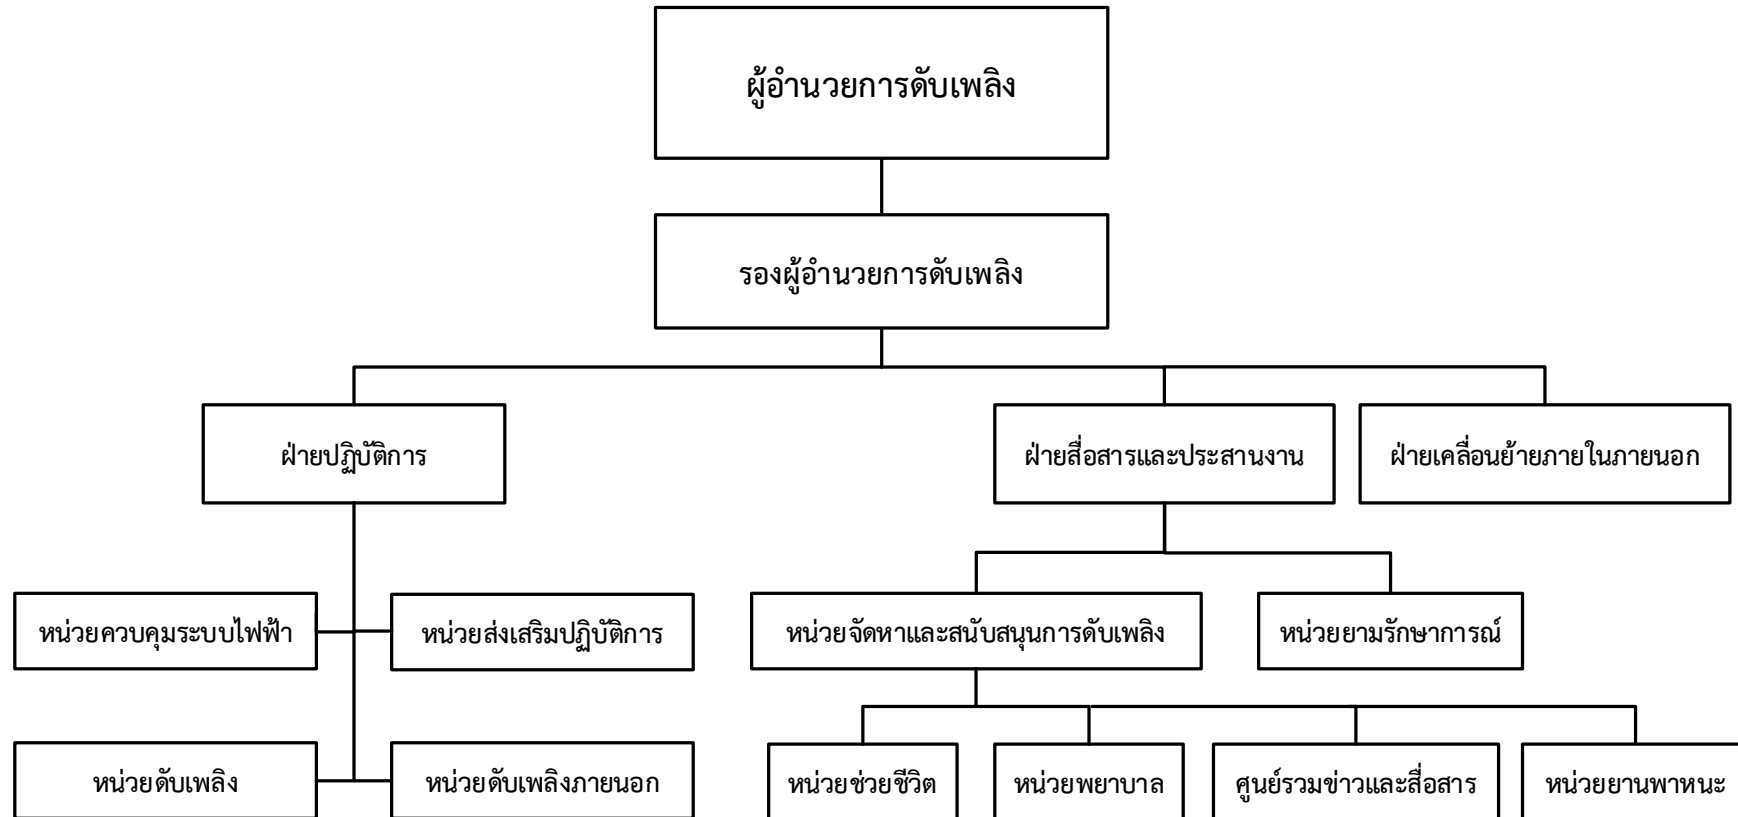 ผู้อำนวยการดับเพลิง
รองผู้อำนวยการดับเพลิง
ฝ่ายปฏิบัติการ
ฝ่ายสื่อสารและประสานงาน
ฝ่ายเคลื่อนย้ายภายในภายนอก
หน่วยควบคุมระบบไฟฟ้า
หน่วยส่งเสริมปฏิบัติการ
หน่วยจัดหาและสนับสนุนการดับเพลิง
หน่วยยามรักษาการณ์
หน่วยดับเพลิง
หน่วยดับเพลิงภายนอก
หน่วยช่วยชีวิต
หน่วยพยาบาล
ศูนย์รวมข่าวและสื่อสาร
หน่วยยานพาหนะ